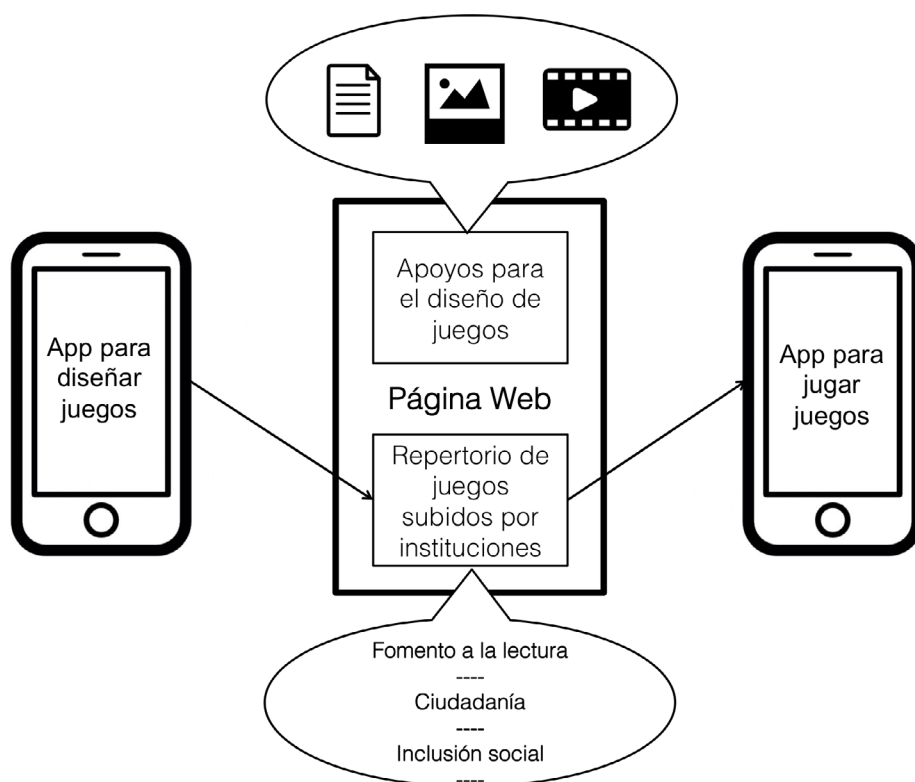 Apoyos para
el diseño de
juegos
App para
diseñar
juegos
Página Web
App para
jugar
juegos
Repertorio de
juegos
subidos por
instituciones
Fomento a la lectura
----
Ciudadanía
----
Inclusión social
----